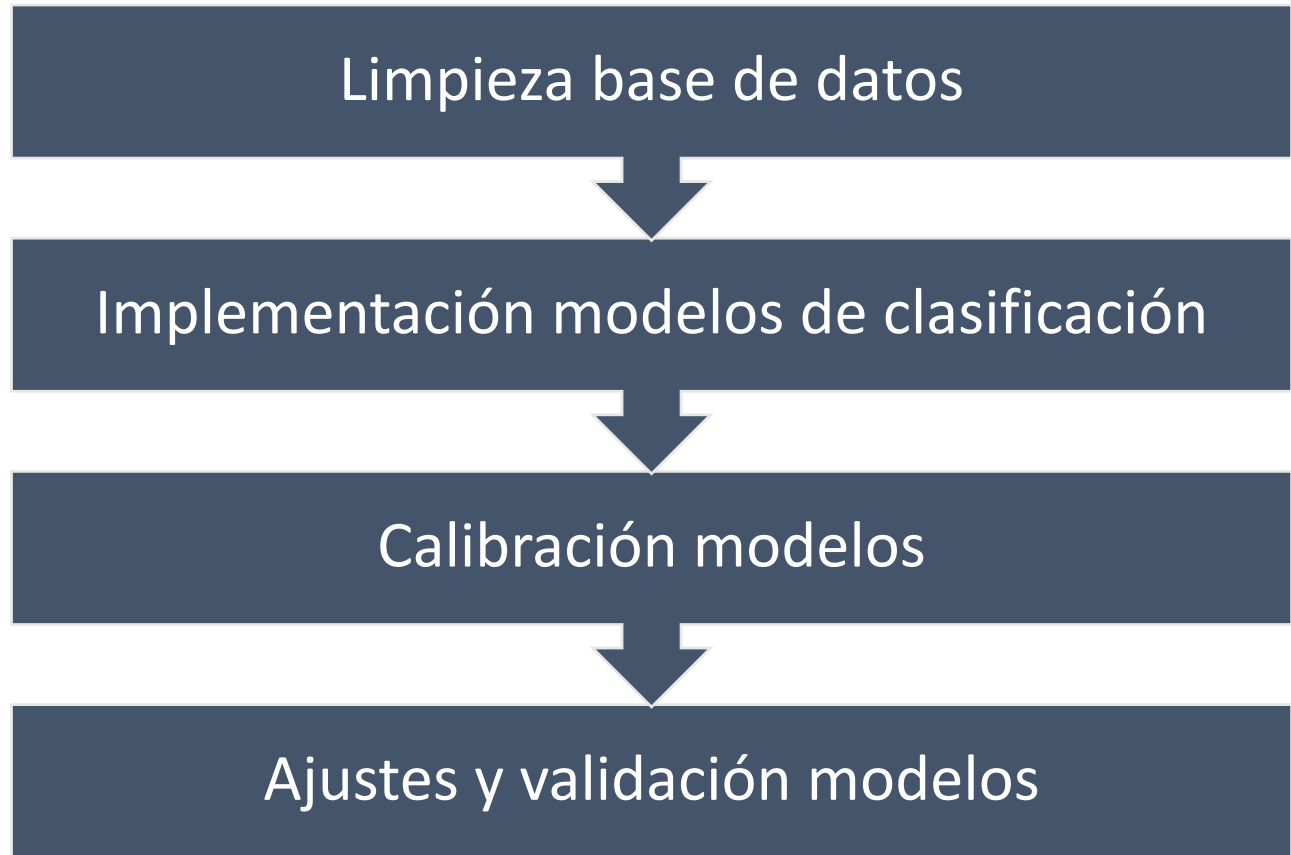 Limpieza base de datos
Implementación modelos de clasificación
Calibración modelos
Ajustes y validación modelos